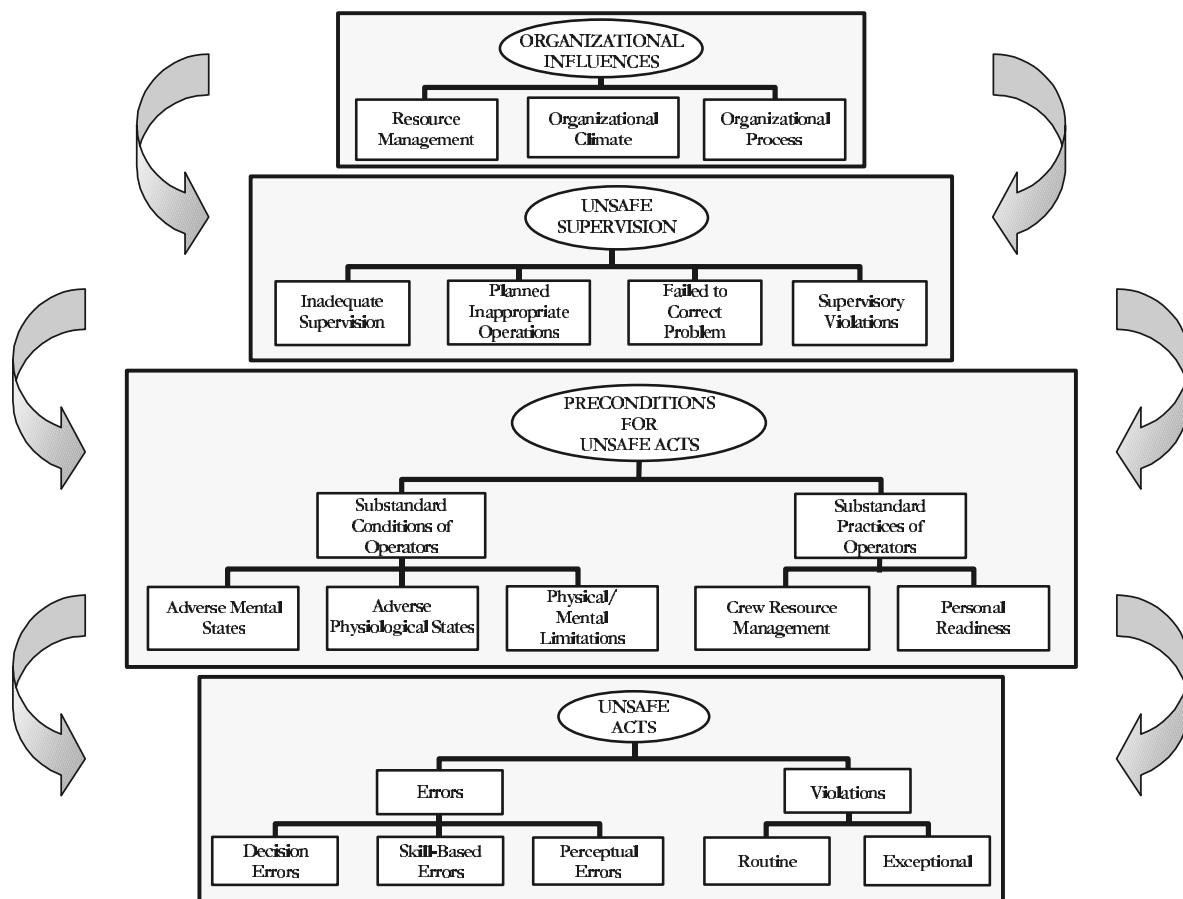 ORGANIZATIONAL
INFLUENCES
Resource
Management
Organizational
Climate
Organizational
Process
UNSAFE
SUPERVISION
Inadequate
Supervision
Planned
Inappropriate
Operations
Failed to
Correct
Problem
Supervisory
Violations
PRECONDITIONS
FOR
UNSAFE ACTS
Substandard
Conditions of
Operators
Substandard
Practices of
Operators
Adverse Mental
States
Adverse
Physiological States
Physical/
Mental
Limitations
Crew Resource
Management
Personal
Readiness
UNSAFE
ACTS
Errors
Violations
Decision
Errors
Skill-Based
Errors
Perceptual
Errors
Routine
Exceptional